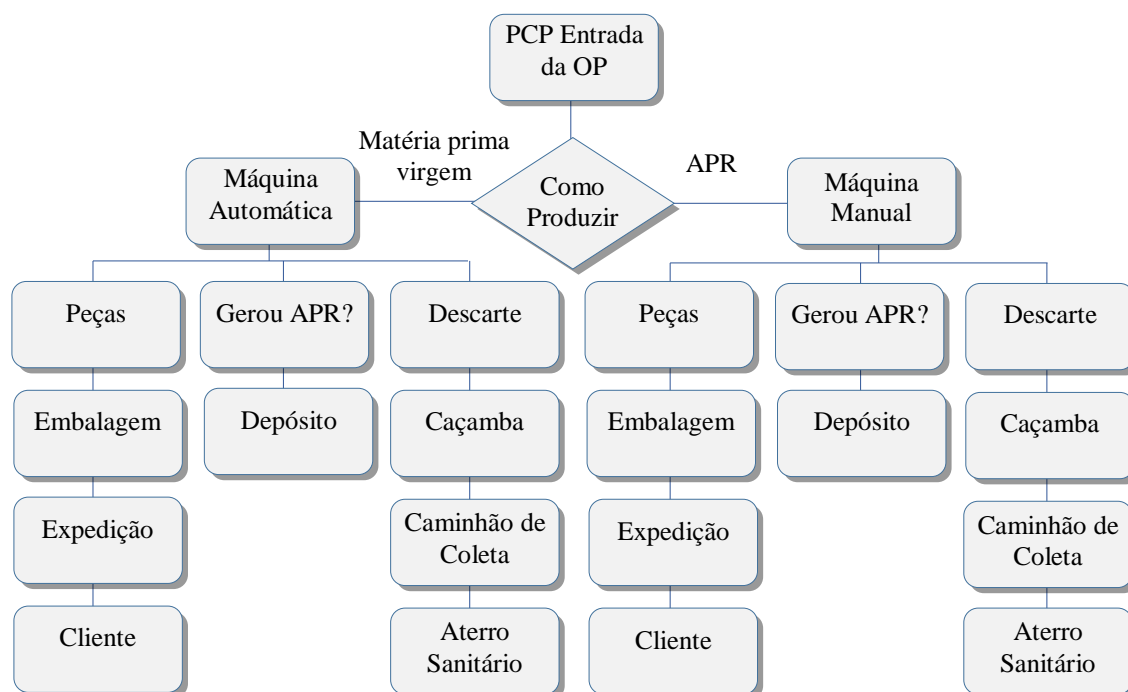 PCP Entrada
da OP
Matéria prima
virgem
APR
Máquina
Automática
Como
Produzir
Máquina
Manual
Peças
Gerou APR?
Descarte
Peças
Gerou APR?
Descarte
Embalagem
Depósito
Caçamba
Embalagem
Depósito
Caçamba
Expedição
Caminhão de
Coleta
Expedição
Caminhão de
Coleta
Cliente
Aterro
Sanitário
Cliente
Aterro
Sanitário